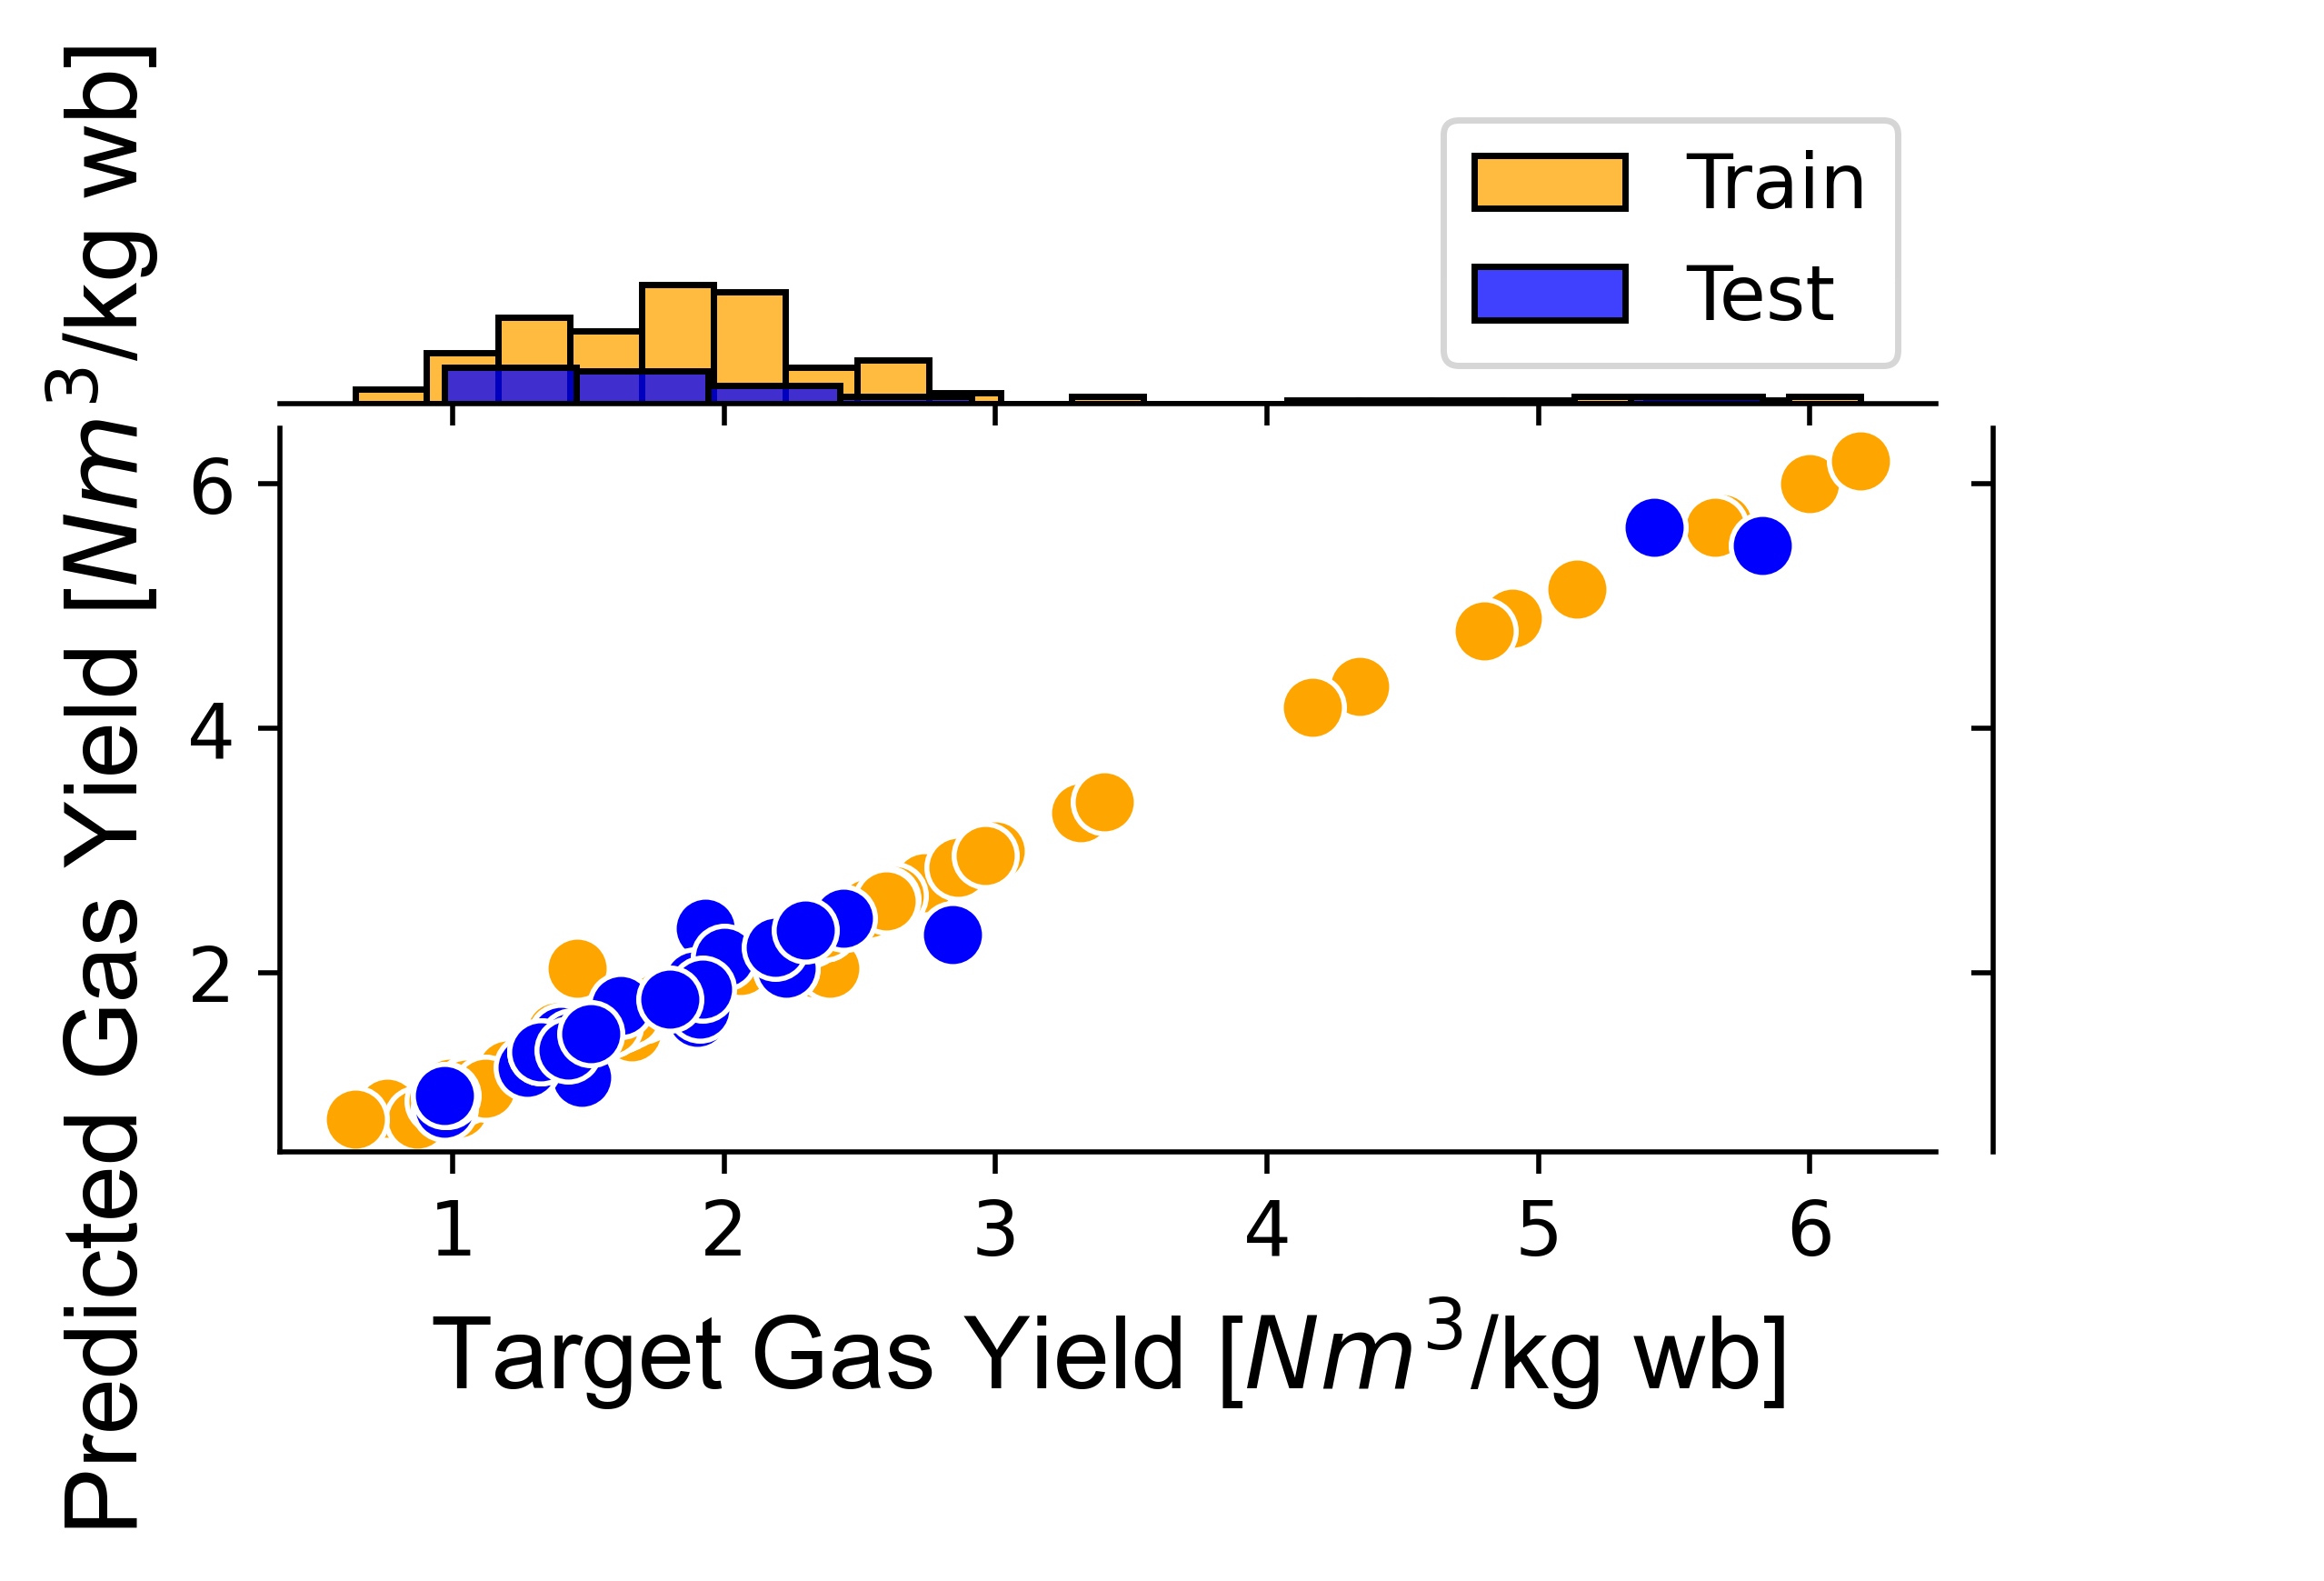 Predicted Gas Yield [Nm³/kg wb]
Train
Test
6
4
2
1 2 3 4 5 6
Target Gas Yield [Nm³/kg wb]